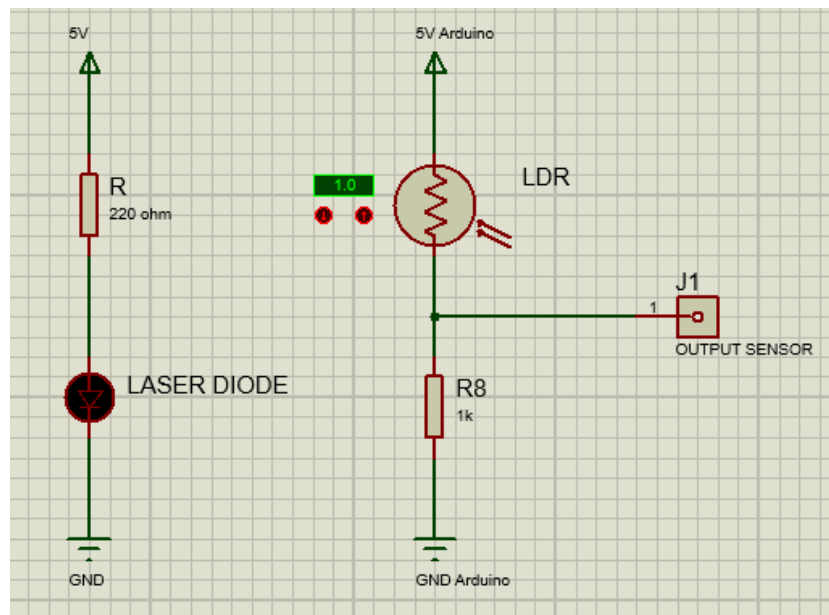 5V
R
220 ohm
LASER DIODE
GND
5V Arduino
1.0
LDR
J1
1
OUTPUT SENSOR
R8
1k
GND Arduino